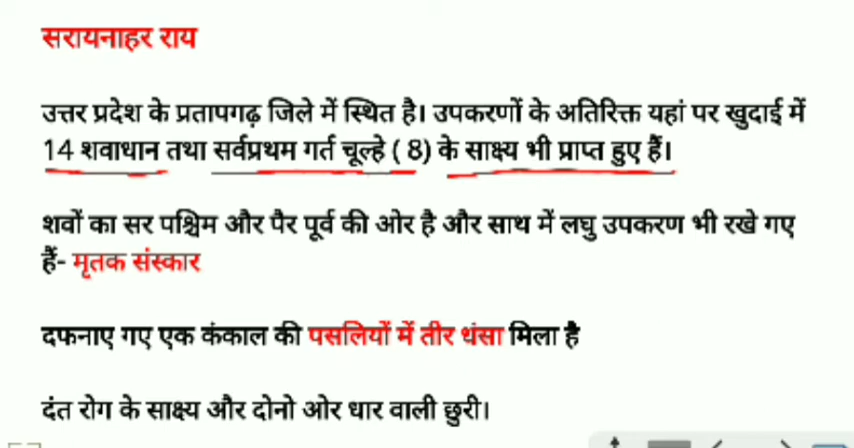 सरायनाहर राय
उत्तर प्रदेश के प्रतापगढ़ जिले में स्थित है। उपकरणों के अतिरिक्त यहां पर खुदाई में
14 शवाधान तथा सर्वप्रथम गर्त चूल्हे ( 8) के साक्ष्य भी प्राप्त हुए हैं।
शवों का सर पश्चिम और पैर पूर्व की ओर है और साथ में लघु उपकरण भी रखे गए
हैं- मृतक संस्कार
दफनाए गए एक कंकाल की पसलियों में तीर धंसा मिला है
दंत रोग के साक्ष्य और दोनो ओर धार वाली छुरी।